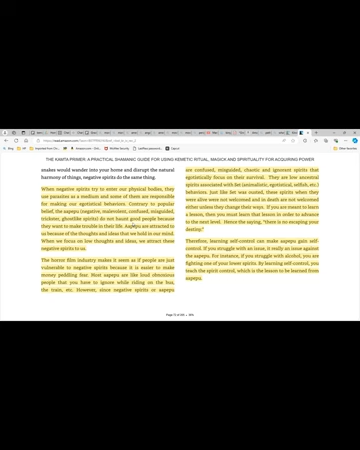 THE KAMTA PRIMER: A PRACTICAL SHAMANIC GUIDE FOR USING KEMETIC RITUAL, MAGICK AND SPIRITUALITY FOR ACQUIRING POWER
snakes would wander into your home and disrupt the natural
harmony of things, negative spirits do the same thing.
When negative spirits try to enter our physical bodies, they
use parasites as a medium and some of them are responsible
for making our egotistical behaviors. Contrary to popular
belief, the aapepu (negative, malevolent, confused, misguided,
trickster, ghostlike spirits) do not haunt good people because
they want to make trouble in their life. Most aapepu are attracted to
us because of the thoughts and ideas that we hold in our mind.
When we focus on low thoughts and ideas, we attract these
negative spirits to us.
The horror film industry makes it seem as if people are just
vulnerable to negative spirits because it is easier to make
money peddling fear. Most aapepu are like loud obnoxious
people that you have to ignore while riding on the bus,
the train, etc. However, since negative spirits or aapepu
are confused, misguided, chaotic and ignorant spirits that
egotistically focus on their survival. They are low ancestral
spirits associated with Set (animalistic, egotistical, selfish, etc.)
behaviors. Just like Set was ousted, these spirits when they
were alive were not welcomed and in death are not welcomed
either unless they change their ways. If you are meant to learn
a lesson, then you must learn that lesson in order to advance
to the next level. Hence the saying, "there is no escaping your
destiny."
Therefore, learning self-control can make aapepu gain self-
control. If you struggle with an issue, it really an issue against
the aapepu. For instance, if you struggle with alcohol, you are
fighting one of your lower spirits. By learning self-control, you
teach the spirit control, which is the lesson to be learned from
aapepu.